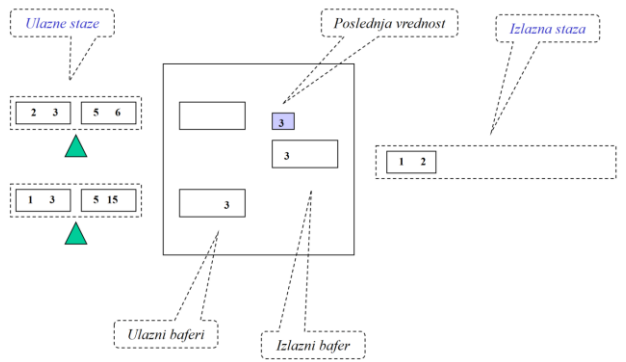 Ulazne staze
Poslednja vrednost
Izlazna staza
2 3 5 6
3
3
1 2
1 3 5 15
3
Ulazni baferi
Izlazni bafer